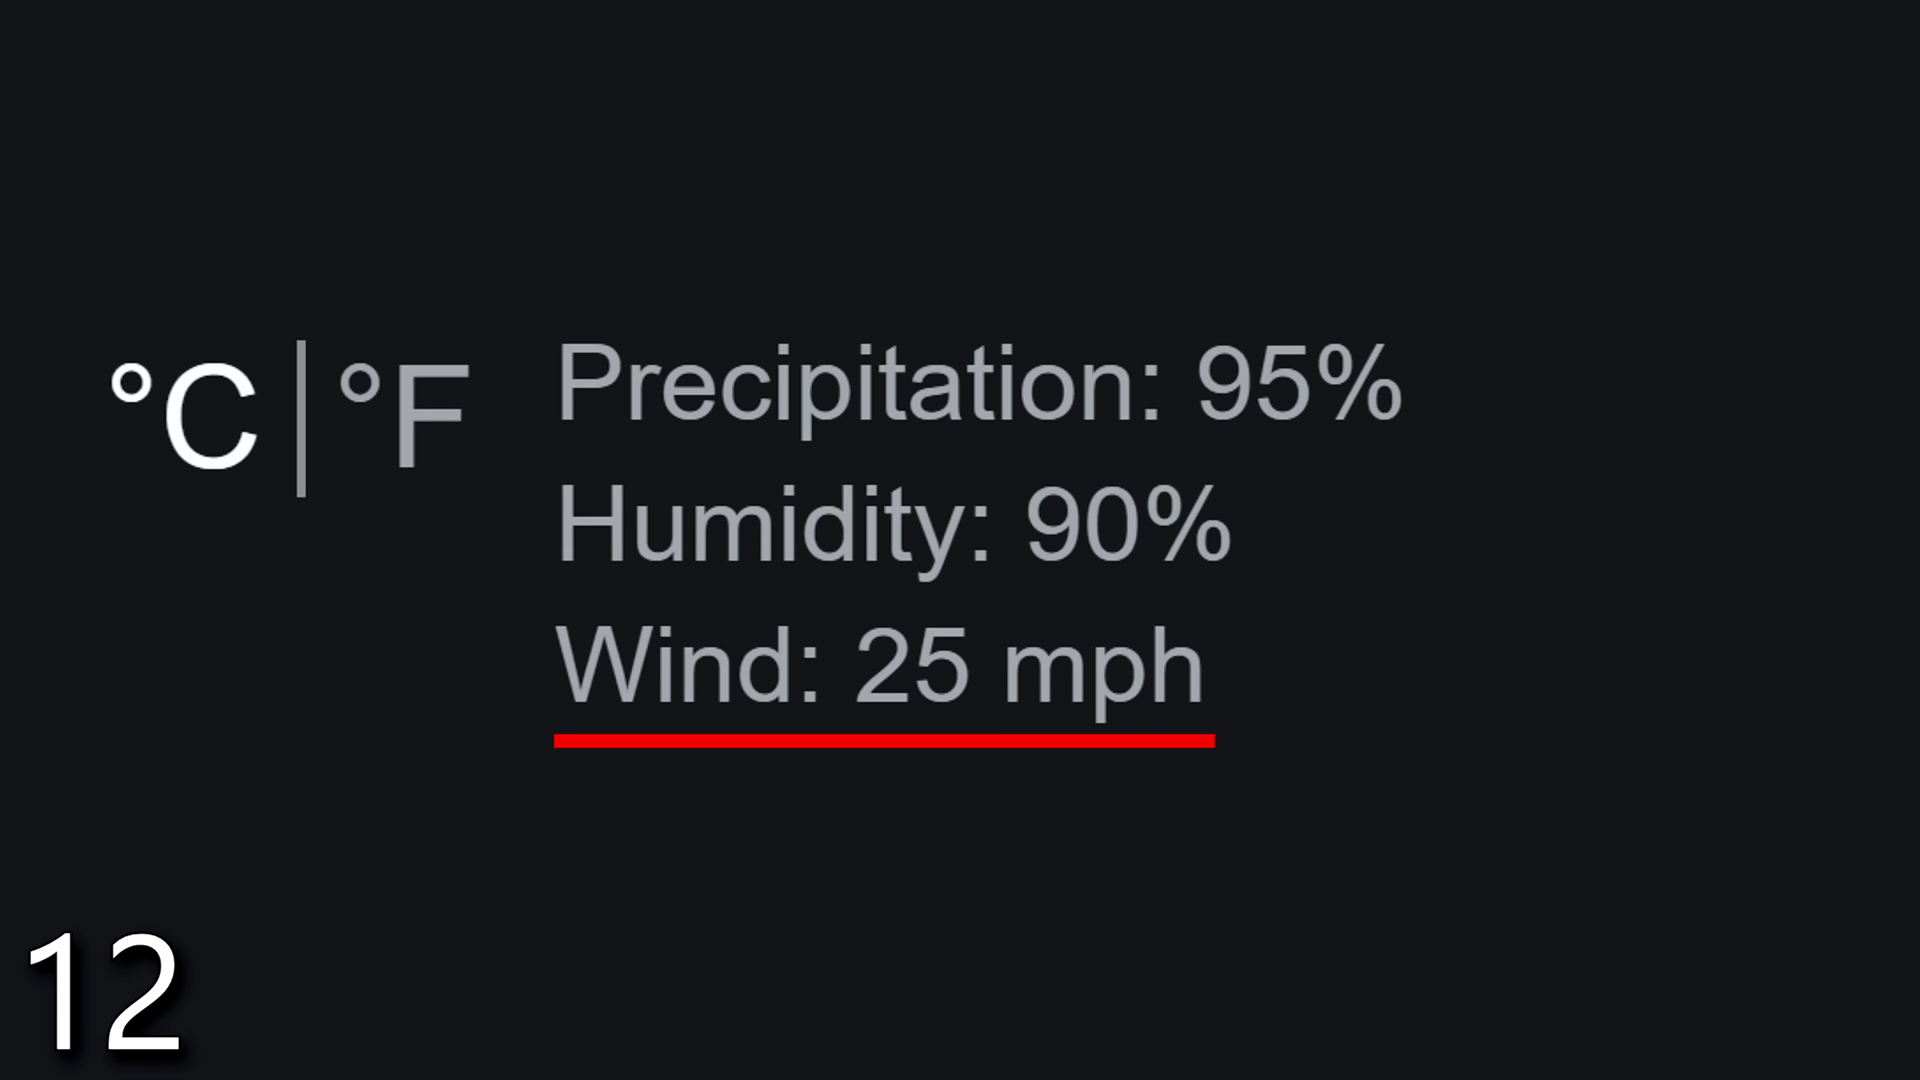 °C | °F
Precipitation: 95%
Humidity: 90%
Wind: 25 mph
12